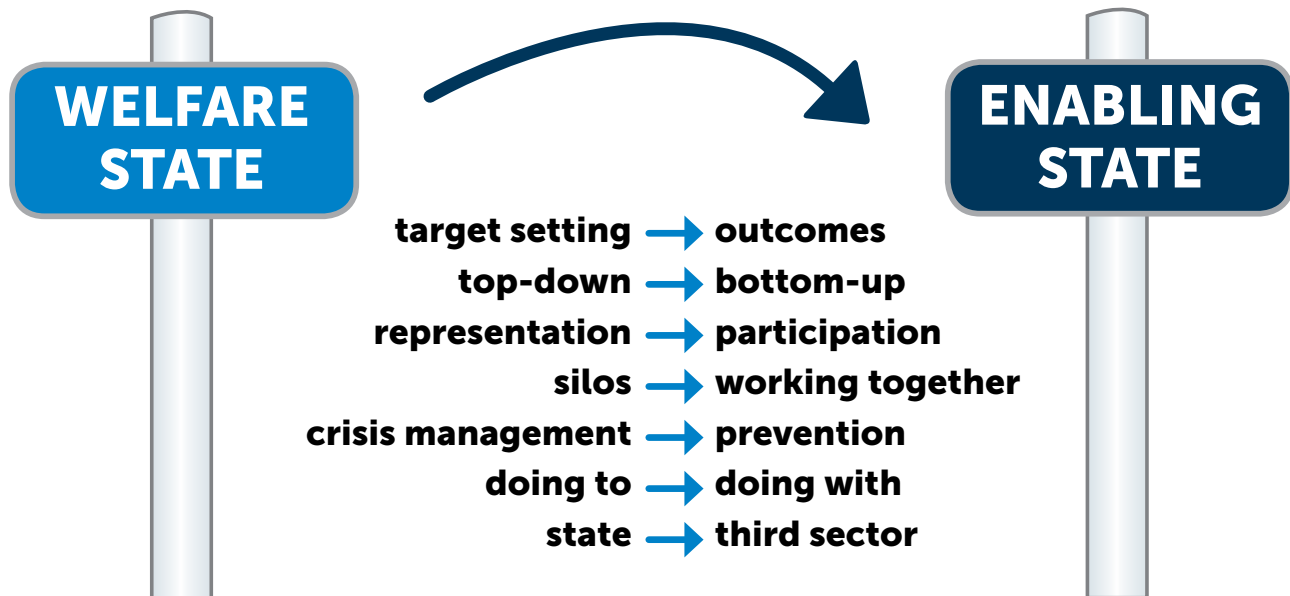 WELFARE
STATE
ENABLING
STATE
target setting outcomes
top-down bottom-up
representation participation
silos working together
crisis management prevention
doing to doing with
state third sector